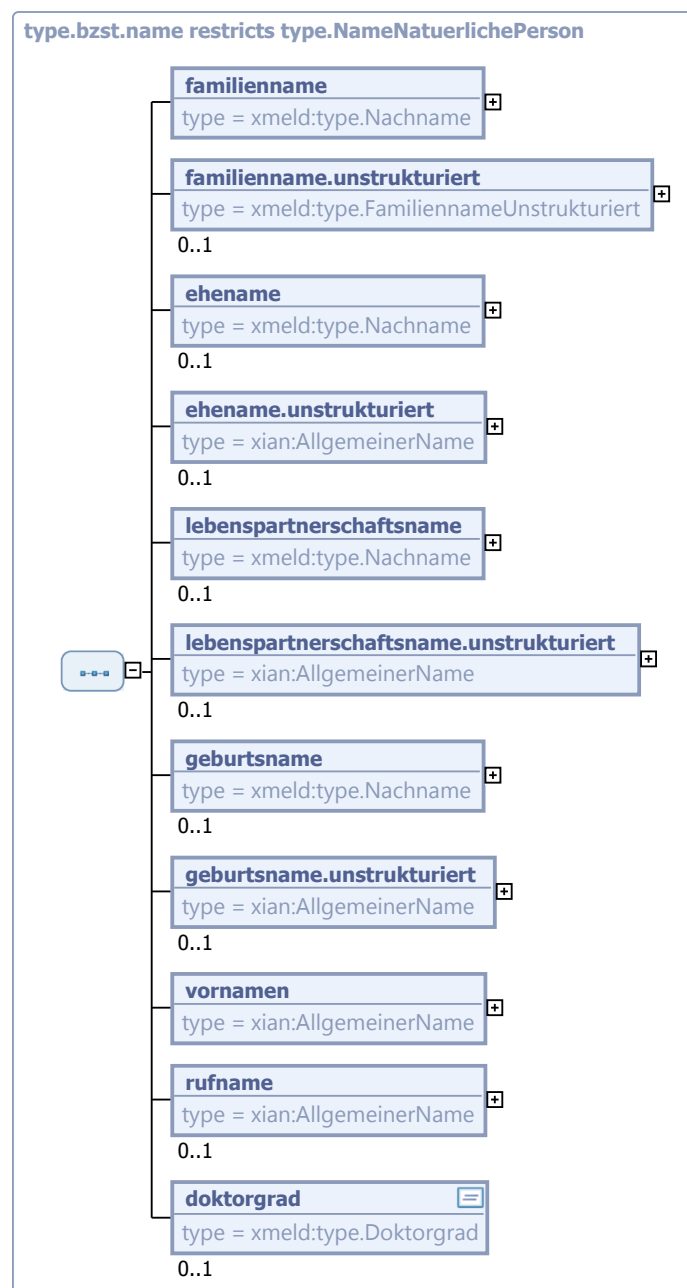 type.bzst.name restricts type.NameNatuerlichePerson
familienname
type = xmeld:type.Nachname
familienname.unstrukturiert
type = xmeld:type.FamiliennameUnstrukturiert
0..1
ehename
type = xmeld:type.Nachname
0..1
ehename.unstrukturiert
type = xian:AllgemeinerName
0..1
lebenspartnerschaftsname
type = xmeld:type.Nachname
0..1
lebenspartnerschaftsname.unstrukturiert
type = xian:AllgemeinerName
0..1
geburtsname
type = xmeld:type.Nachname
0..1
geburtsname.unstrukturiert
type = xian:AllgemeinerName
0..1
vornamen
type = xian:AllgemeinerName
rufname
type = xian:AllgemeinerName
0..1
doktorgrad
type = xmeld:type.Doktorgrad
0..1